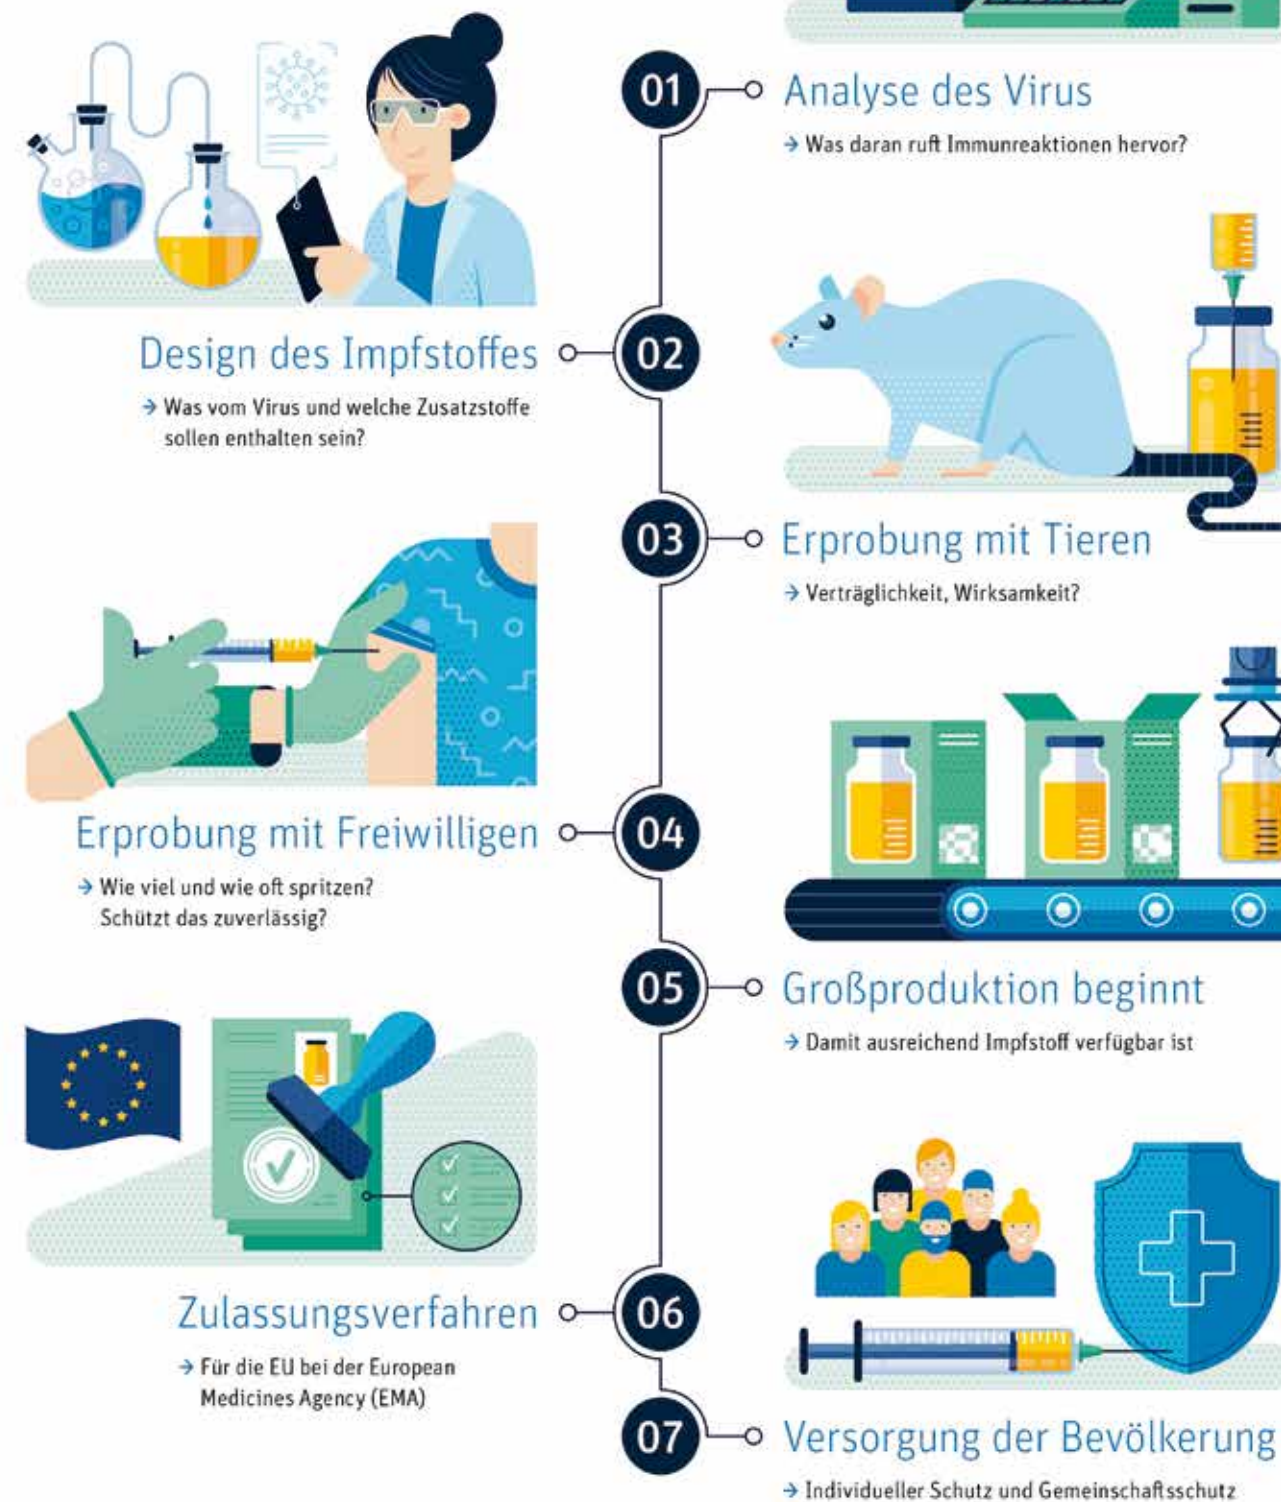 01
Analyse des Virus
→ Was daran ruft Immunreaktionen hervor?
02
Design des Impfstoffes
→ Was vom Virus und welche Zusatzstoffe
sollen enthalten sein?
03
Erprobung mit Tieren
→ Verträglichkeit, Wirksamkeit?
04
Erprobung mit Freiwilligen
→ Wie viel und wie oft spritzen?
Schützt das zuverlässig?
05
Großproduktion beginnt
→ Damit ausreichend Impfstoff verfügbar ist
06
Zulassungsverfahren
→ Für die EU bei der European
Medicines Agency (EMA)
07
Versorgung der Bevölkerung
→ Individueller Schutz und Gemeinschaftsschutz